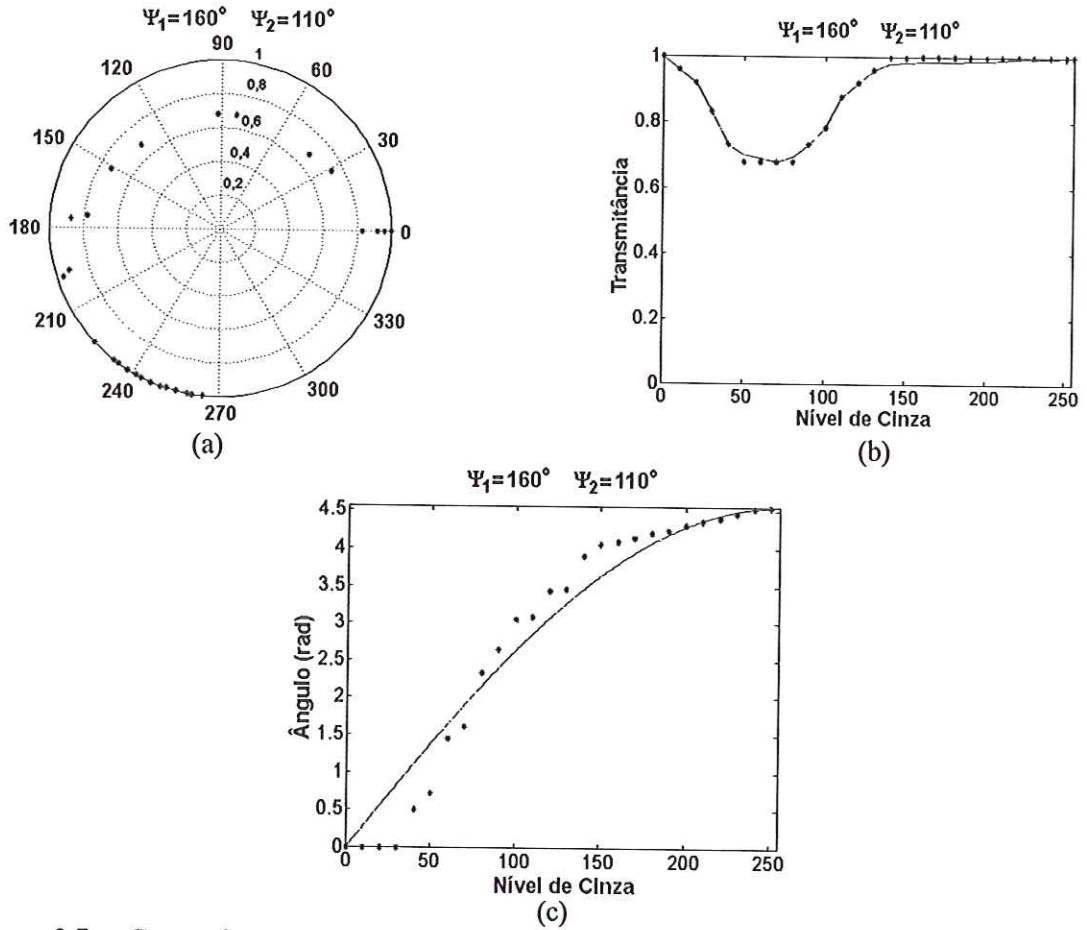 Ψ₁=160° Ψ₂=110°
90
1
120
60
0,8
0,6
150
30
0,4
0,2
180
0
210
330
240
300
270
(a)
Ψ₁=160° Ψ₂=110°
1
0.8
0.6
0.4
0.2
0
Transmitância
0 50 100 150 200 250
Nível de Cinza
(b)
Ψ₁=160° Ψ₂=110°
4.5
4
3.5
3
2.5
2
1.5
1
0.5
0
Ângulo (rad)
0 50 100 150 200 250
Nível de Cinza
(c)